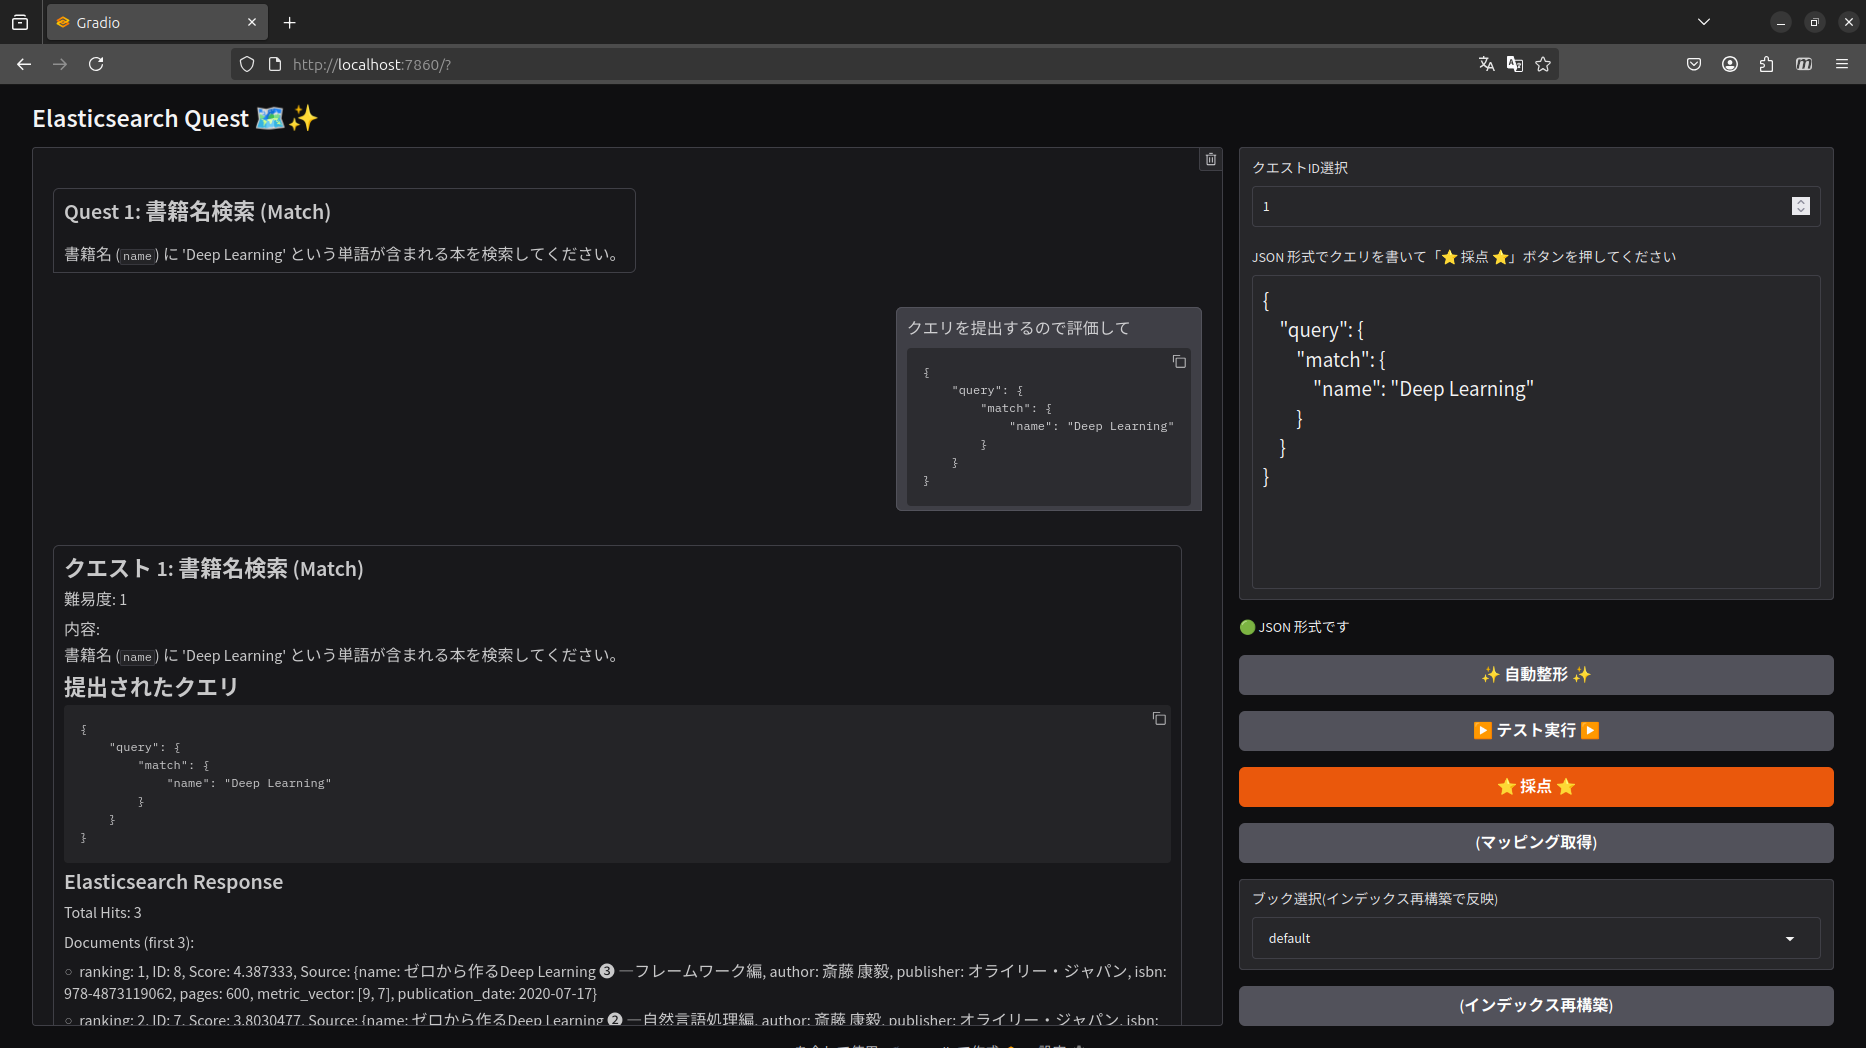 Gradio
http://localhost:7860/?
Elasticsearch Quest 🗺️✨
Quest 1: 書籍名検索 (Match)
書籍名 (name) に 'Deep Learning' という単語が含まれる本を検索してください。
クエリを提出するので評価して
{
    "query": {
        "match": {
            "name": "Deep Learning"
        }
    }
}
クエスト 1: 書籍名検索 (Match)
難易度: 1
内容:
書籍名 (name) に 'Deep Learning' という単語が含まれる本を検索してください。
提出されたクエリ
{
    "query": {
        "match": {
            "name": "Deep Learning"
        }
    }
}
Elasticsearch Response
Total Hits: 3
Documents (first 3):
○ ranking: 1, ID: 8, Score: 4.387333, Source: {name: ゼロから作るDeep Learning ❸ ―フレームワーク編, author: 斎藤 康毅, publisher: オライリー・ジャパン, isbn:
978-4873119062, pages: 600, metric_vector: [9, 7], publication_date: 2020-07-17}
○ ranking: 2, ID: 7, Score: 3.8030477, Source: {name: ゼロから作るDeep Learning ❷ ―自然言語処理編, author: 斎藤 康毅, publisher: オライリー・ジャパン, isbn:
クエストID選択
1
JSON 形式でクエリを書いて「⭐ 採点 ⭐」ボタンを押してください
{
    "query": {
        "match": {
            "name": "Deep Learning"
        }
    }
}
🟢 JSON 形式です
✨ 自動整形 ✨
▶️ テスト実行 ▶️
⭐ 採点 ⭐
(マッピング取得)
ブック選択(インデックス再構築で反映)
default
(インデックス再構築)